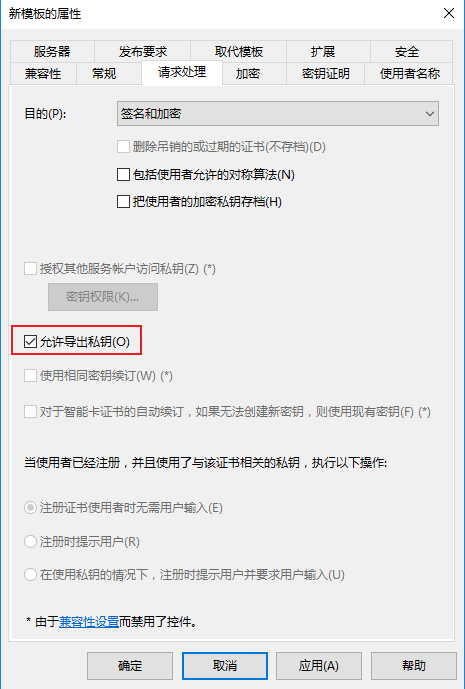 新模板的属性
服务器 发布要求 取代模板 扩展 安全
兼容性 常规 请求处理 加密 密钥证明 使用者名称
目的(P): 签名和加密
删除吊销的或过期的证书(不存档)(D)
包括使用者允许的对称算法(N)
把使用者的加密私钥存档(H)
授权其他服务帐户访问私钥(Z) (*)
密钥权限(K)...
允许导出私钥(O)
使用相同密钥续订(W) (*)
对于智能卡证书的自动续订，如果无法创建新密钥，则使用现有密钥(F) (*)
当使用者已经注册，并且使用了与该证书相关的私钥，执行以下操作:
注册证书使用者时无需用户输入(E)
注册时提示用户(R)
在使用私钥的情况下，注册时提示用户并要求用户输入(U)
* 由于兼容性设置而禁用了控件。
确定 取消 应用(A) 帮助